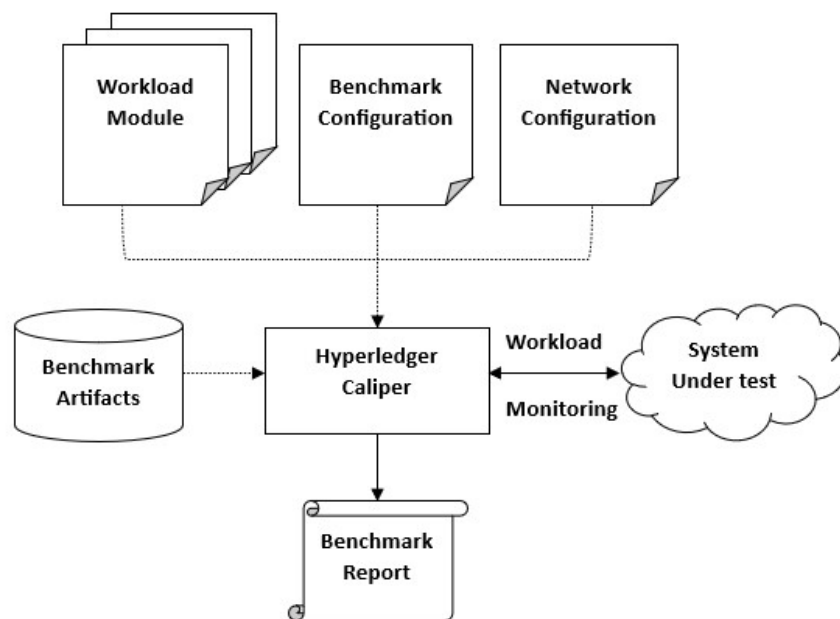 Workload
Module
Benchmark
Configuration
Network
Configuration
Benchmark
Artifacts
Hyperledger
Caliper
Workload
Monitoring
System
Under test
Benchmark
Report